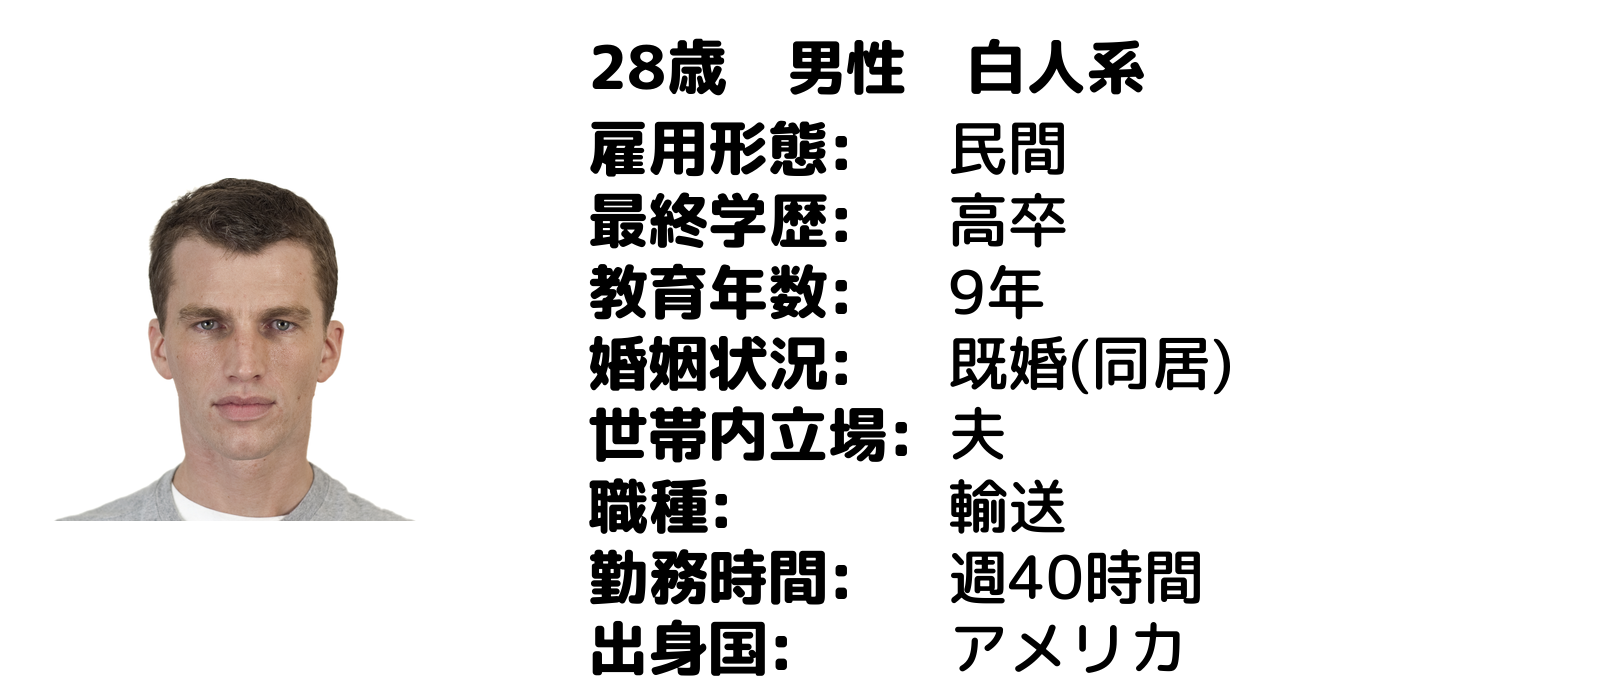 28歳　男性　白人系
雇用形態:　民間
最終学歴:　高卒
教育年数:　9年
婚姻状況:　既婚(同居)
世帯内立場:　夫
職種:　輸送
勤務時間:　週40時間
出身国:　アメリカ